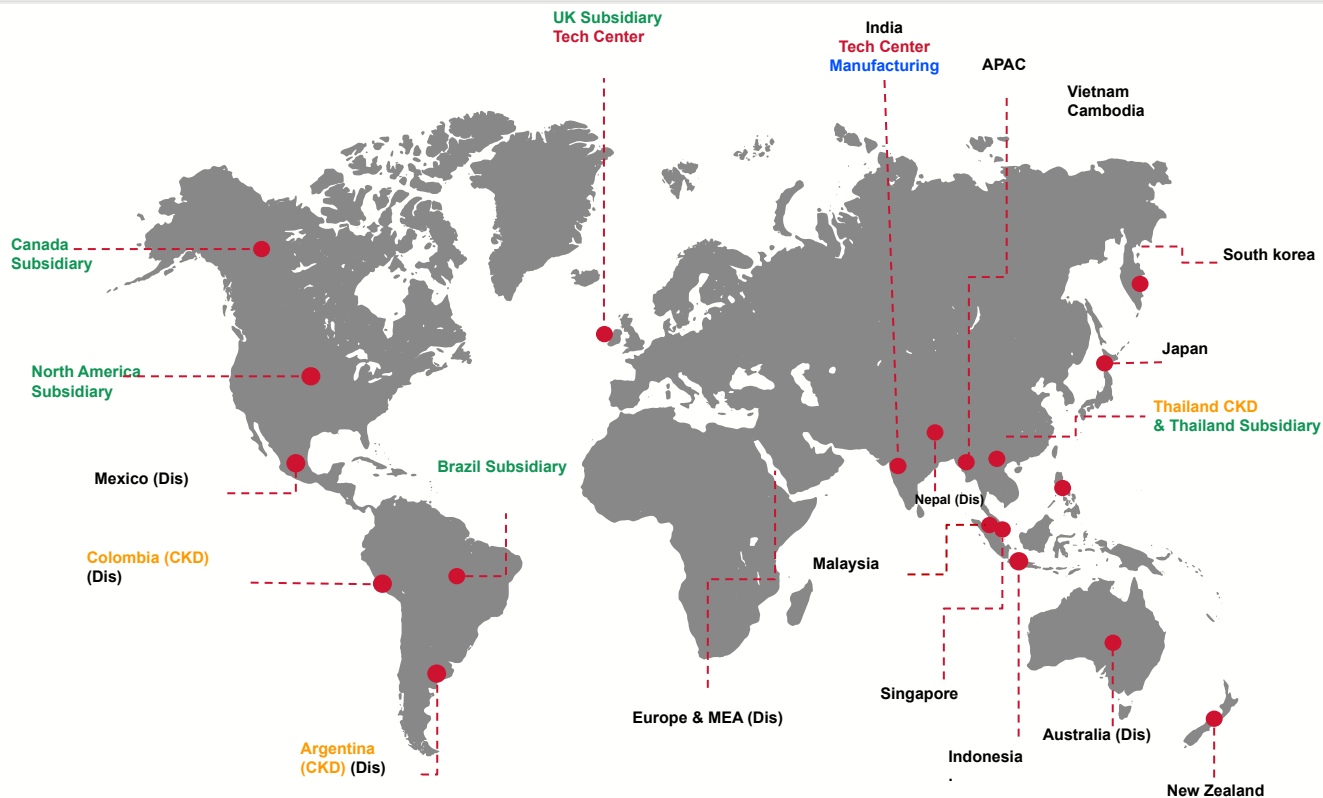 UK Subsidiary
Tech Center
India
Tech Center
Manufacturing
APAC
Vietnam
Cambodia
Canada
Subsidiary
South korea
Japan
North America
Subsidiary
Thailand CKD
& Thailand Subsidiary
Brazil Subsidiary
Mexico (Dis)
Nepal (Dis)
Colombia (CKD)
(Dis)
Malaysia
Singapore
Europe & MEA (Dis)
Australia (Dis)
Argentina
(CKD) (Dis)
Indonesia
.
New Zealand